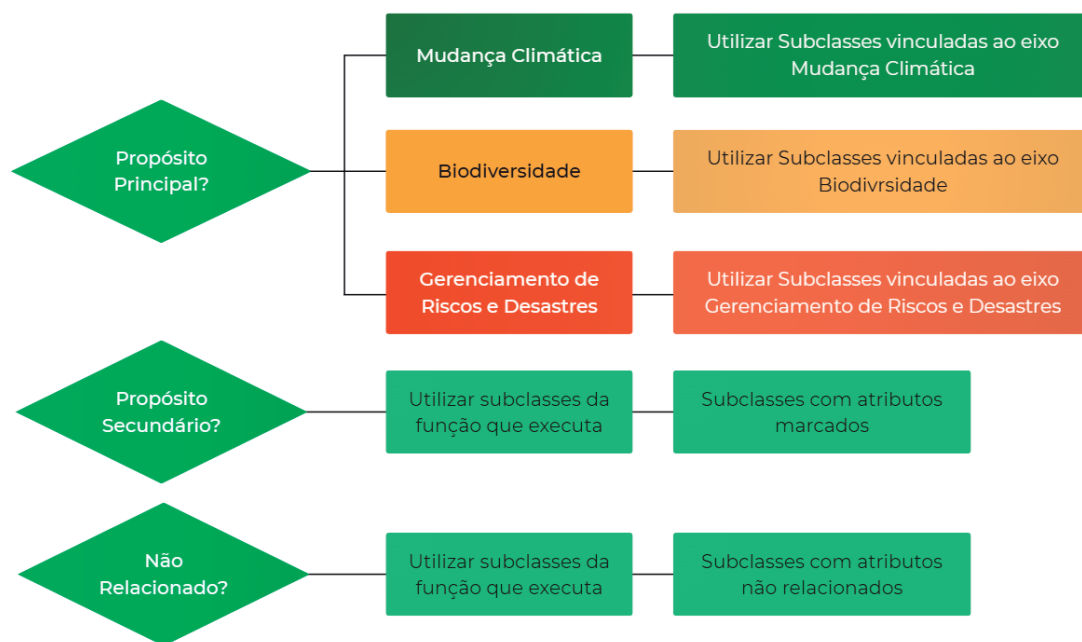 Propósito
Principal?
Mudança Climática
Utilizar Subclasses vinculadas ao eixo
Mudança Climática
Biodiversidade
Utilizar Subclasses vinculadas ao eixo
Biodivrsidade
Gerenciamento de
Riscos e Desastres
Utilizar Subclasses vinculadas ao eixo
Gerenciamento de Riscos e Desastres
Propósito
Secundário?
Utilizar subclasses da
função que executa
Subclasses com atributos
marcados
Não
Relacionado?
Utilizar subclasses da
função que executa
Subclasses com atributos
não relacionados